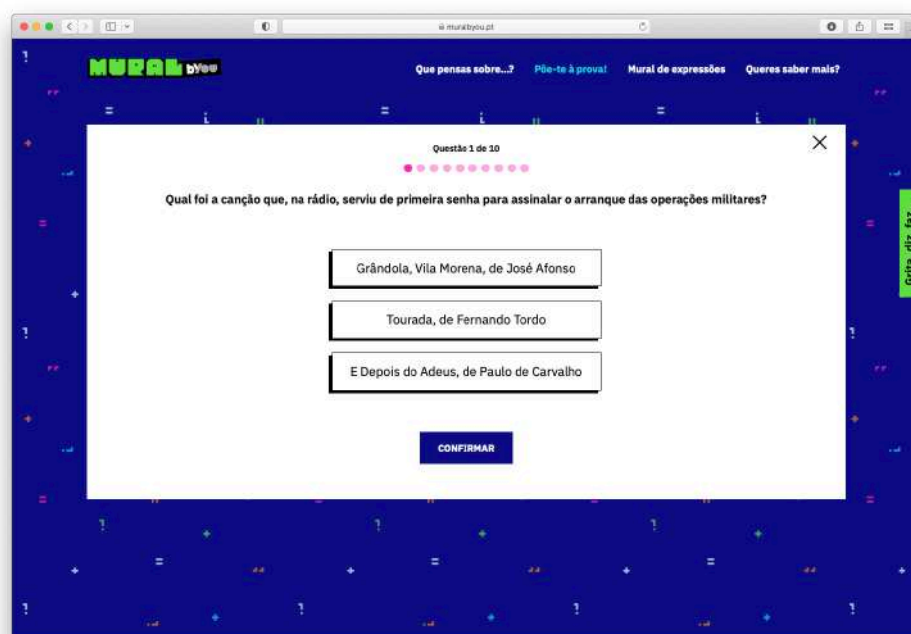 muralbyou.pt
MURAL byou
Que pensas sobre...?
Põe-te à prova!
Mural de expressões
Queres saber mais?
Questão 1 de 10
Qual foi a canção que, na rádio, serviu de primeira senha para assinalar o arranque das operações militares?
Grândola, Vila Morena, de José Afonso
Tourada, de Fernando Tordo
E Depois do Adeus, de Paulo de Carvalho
CONFIRMAR
Grita, diz, faz